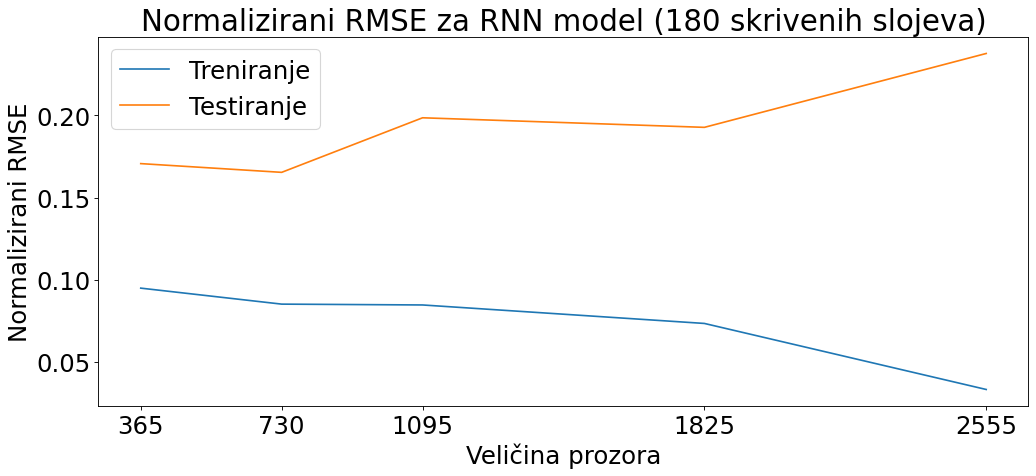 Normalizirani RMSE za RNN model (180 skrivenih slojeva)
Treniranje
Testiranje
Normalizirani RMSE
0.20
0.15
0.10
0.05
365 730 1095 1825 2555
Veličina prozora